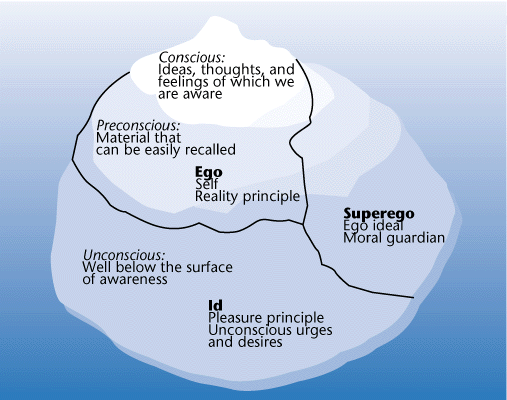 Conscious:
Ideas, thoughts, and
feelings of which we
are aware
Preconscious:
Material that
can be easily recalled
Ego
Self
Reality principle
Superego
Ego ideal
Moral guardian
Unconscious:
Well below the surface
of awareness
Id
Pleasure principle
Unconscious urges
and desires